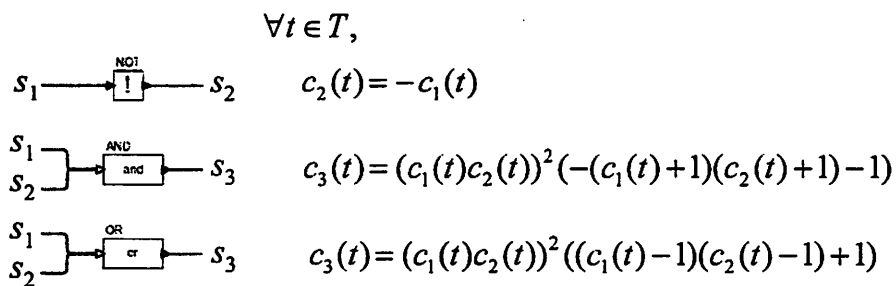 ∀t ∈ T,
NOT
s₁ ! s₂ c₂(t) = −c₁(t)
s₁ AND
and s₃ c₃(t) = (c₁(t)c₂(t))²(−(c₁(t)+1)(c₂(t)+1)−1)
s₂
s₁ OR
or s₃ c₃(t) = (c₁(t)c₂(t))²((c₁(t)−1)(c₂(t)−1)+1)
s₂